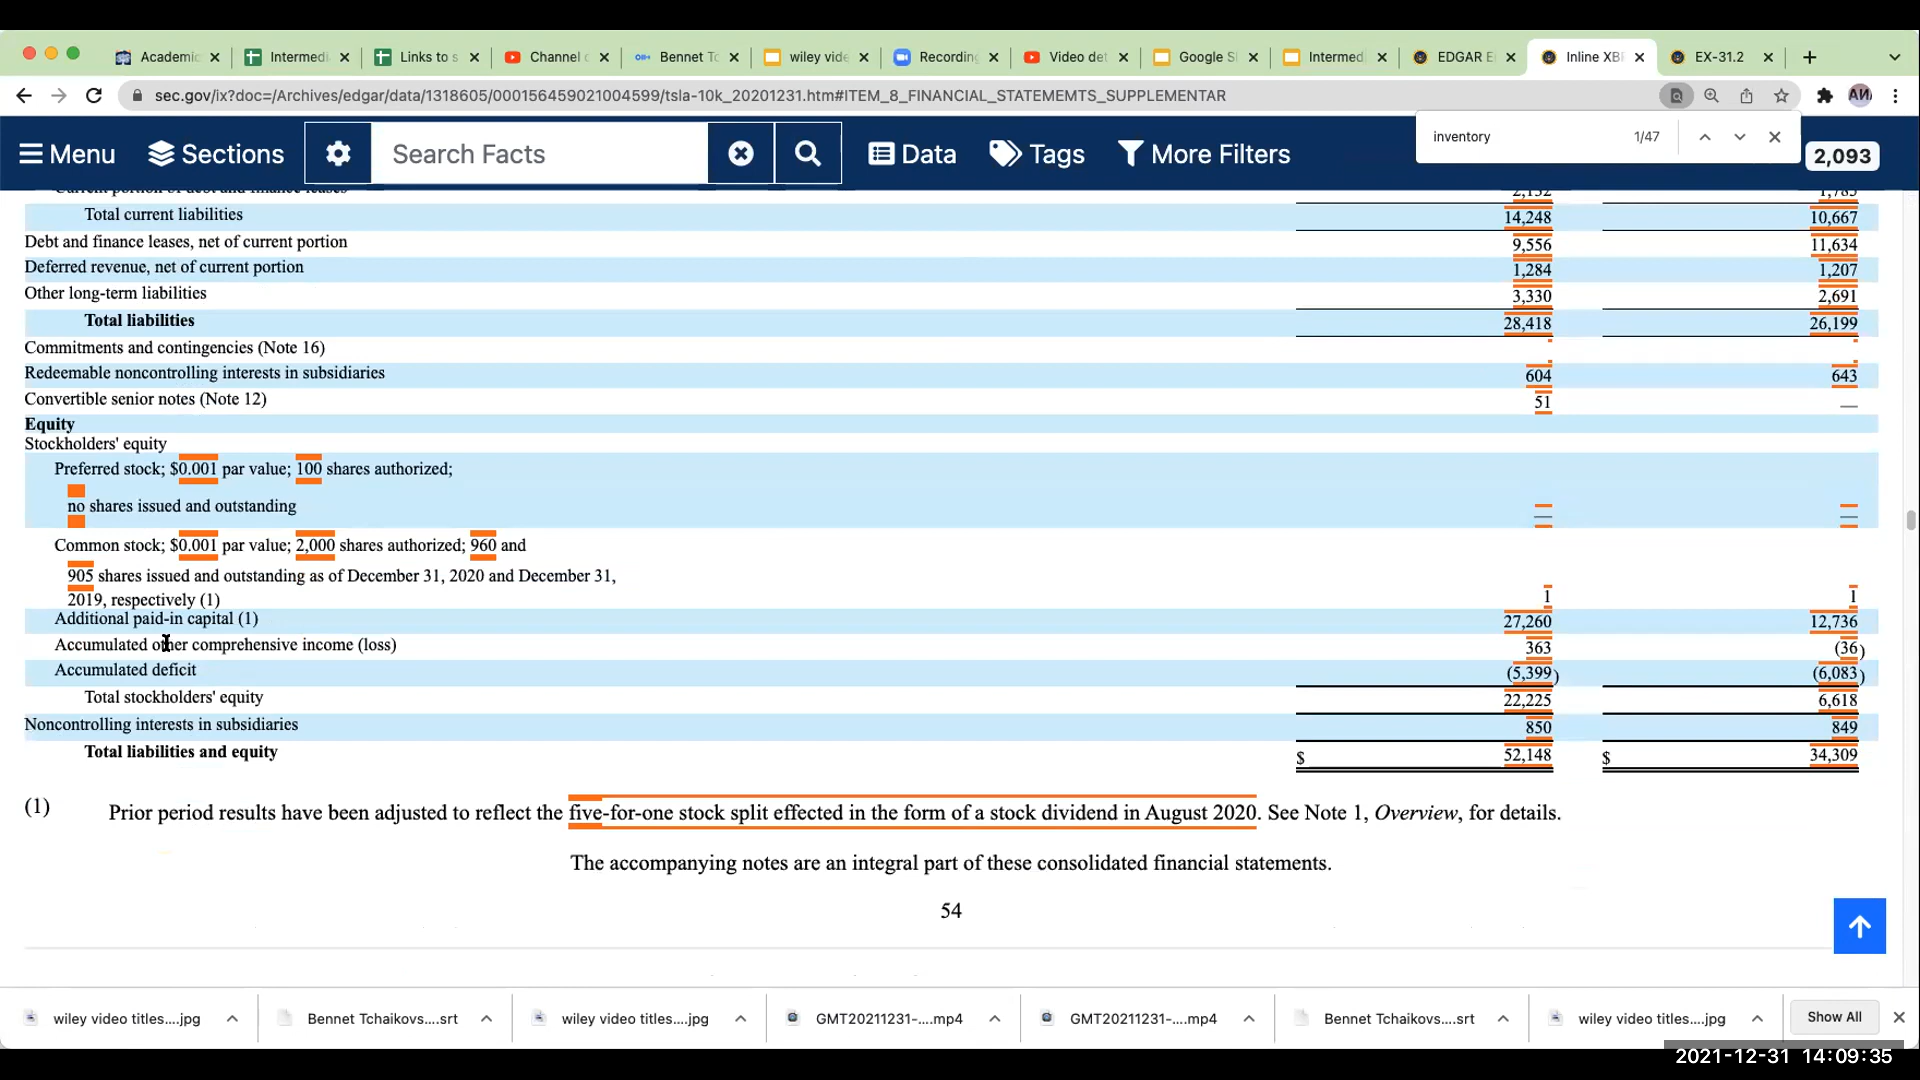 Academic
Intermedi
Links to s
Channel
Bennet Tc
wiley vide
Recording
Video det
Google S
Intermed
EDGAR E
Inline XBF
EX-31.2
sec.gov/ix?doc=/Archives/edgar/data/1318605/000156459021004599/tsla-10k_20201231.htm#ITEM_8_FINANCIAL_STATEMEMTS_SUPPLEMENTAR
inventory 1/47
Menu Sections Search Facts Data Tags More Filters 2,093
Current portion of debt and finance leases 2,132 1,785
Total current liabilities 14,248 10,667
Debt and finance leases, net of current portion 9,556 11,634
Deferred revenue, net of current portion 1,284 1,207
Other long-term liabilities 3,330 2,691
Total liabilities 28,418 26,199
Commitments and contingencies (Note 16)
Redeemable noncontrolling interests in subsidiaries 604 643
Convertible senior notes (Note 12) 51 —
Equity
Stockholders' equity
Preferred stock; $0.001 par value; 100 shares authorized;
no shares issued and outstanding — —
Common stock; $0.001 par value; 2,000 shares authorized; 960 and
905 shares issued and outstanding as of December 31, 2020 and December 31,
2019, respectively (1) 1 1
Additional paid-in capital (1) 27,260 12,736
Accumulated other comprehensive income (loss) 363 (36)
Accumulated deficit (5,399) (6,083)
Total stockholders' equity 22,225 6,618
Noncontrolling interests in subsidiaries 850 849
Total liabilities and equity $ 52,148 $ 34,309
(1) Prior period results have been adjusted to reflect the five-for-one stock split effected in the form of a stock dividend in August 2020. See Note 1, Overview, for details.
The accompanying notes are an integral part of these consolidated financial statements.
54
wiley video titles....jpg
Bennet Tchaikovs....srt
wiley video titles....jpg
GMT20211231-....mp4
GMT20211231-....mp4
Bennet Tchaikovs....srt
wiley video titles....jpg
Show All
2021-12-31 14:09:35